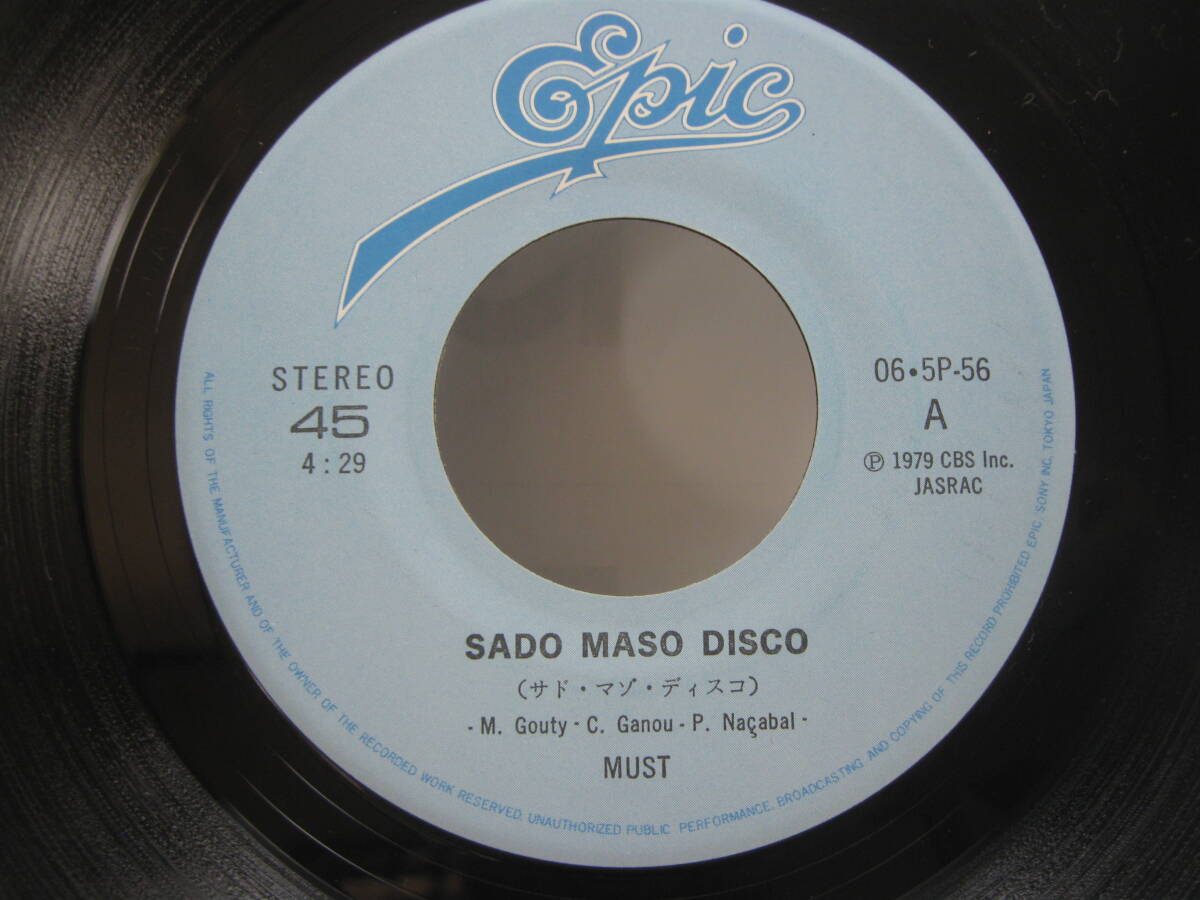 Epic
STEREO
45
4:29
06•5P-56
A
Ⓟ 1979 CBS Inc.
JASRAC
SADO MASO DISCO
(サド・マゾ・ディスコ)
- M. Gouty - C. Ganou - P. Naçabal -
MUST
ALL RIGHTS OF THE MANUFACTURER AND OF THE OWNER OF THE RECORDED WORK RESERVED. UNAUTHORIZED PUBLIC PERFORMANCE, BROADCASTING AND COPYING OF THIS RECORD PROHIBITED EPIC/SONY INC. TOKYO JAPAN